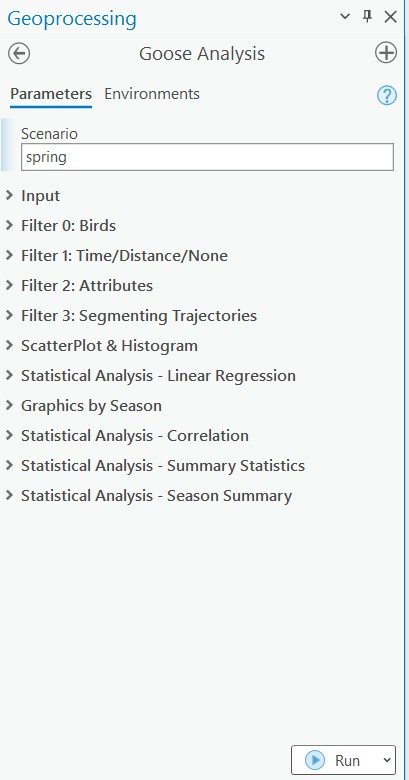 Geoprocessing
Goose Analysis
Parameters Environments
Scenario
spring
Input
Filter 0: Birds
Filter 1: Time/Distance/None
Filter 2: Attributes
Filter 3: Segmenting Trajectories
ScatterPlot & Histogram
Statistical Analysis - Linear Regression
Graphics by Season
Statistical Analysis - Correlation
Statistical Analysis - Summary Statistics
Statistical Analysis - Season Summary
Run